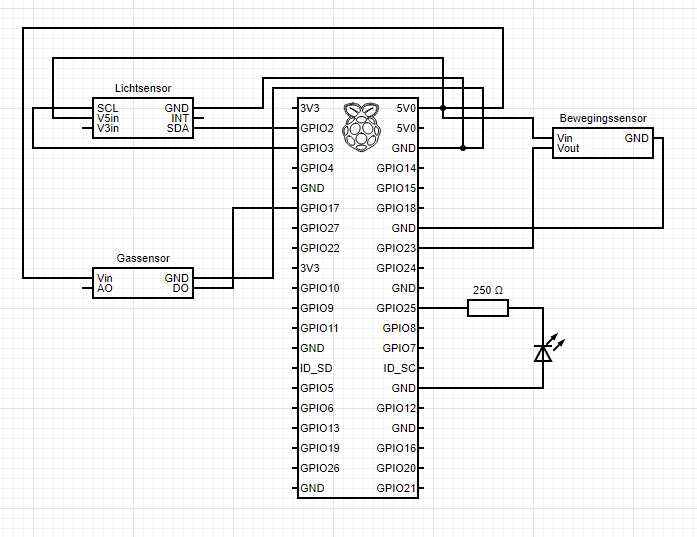 Lichtsensor
SCL GND
V5in INT
V3in SDA
Gassensor
Vin GND
AO DO
3V3 5V0
GPIO2 5V0
GPIO3 GND
GPIO4 GPIO14
GND GPIO15
GPIO17 GPIO18
GPIO27 GND
GPIO22 GPIO23
3V3 GPIO24
GPIO10 GND
GPIO9 GPIO25
GPIO11 GPIO8
GND GPIO7
ID_SD ID_SC
GPIO5 GND
GPIO6 GPIO12
GPIO13 GND
GPIO19 GPIO16
GPIO26 GPIO20
GND GPIO21
Bewegingssensor
Vin GND
Vout
250 Ω